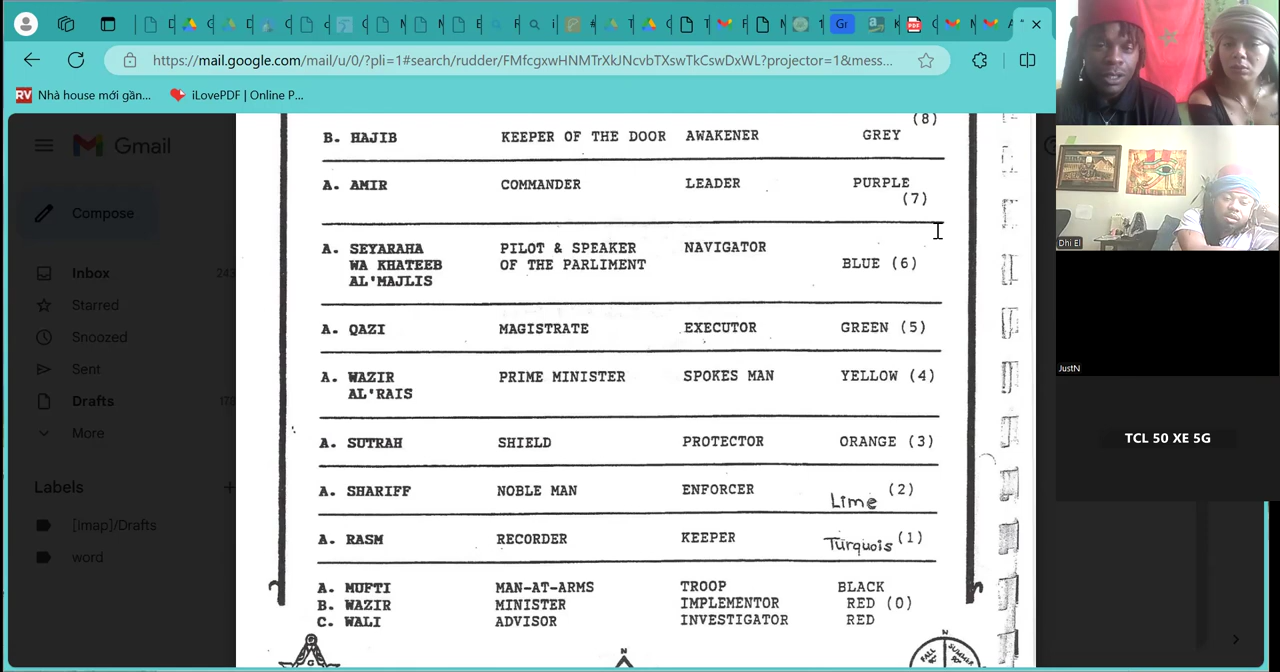 https://mail.google.com/mail/u/0/?pli=1#search/rudder/FMfcgxwHNMTrXkJNcvbTXswTkCswDxWL?projector=1&mess...
RV Nhà house mới gần... iLovePDF | Online P...
Gmail
Compose
Inbox 243
Starred
Snoozed
Sent
Drafts 178
More
Labels
[Imap]/Drafts
word
(8)
B. HAJIB KEEPER OF THE DOOR AWAKENER GREY
A. AMIR COMMANDER LEADER PURPLE
(7)
A. SEYARAHA PILOT & SPEAKER NAVIGATOR
WA KHATEEB OF THE PARLIMENT BLUE (6)
AL'MAJLIS
A. QAZI MAGISTRATE EXECUTOR GREEN (5)
A. WAZIR PRIME MINISTER SPOKES MAN YELLOW (4)
AL'RAIS
A. SUTRAH SHIELD PROTECTOR ORANGE (3)
A. SHARIFF NOBLE MAN ENFORCER Lime (2)
A. RASM RECORDER KEEPER Turquois (1)
A. MUFTI MAN-AT-ARMS TROOP BLACK
B. WAZIR MINISTER IMPLEMENTOR RED (0)
C. WALI ADVISOR INVESTIGATOR RED
G
N
N
FALL
SUMMER
Dhi El
JustN
TCL 50 XE 5G